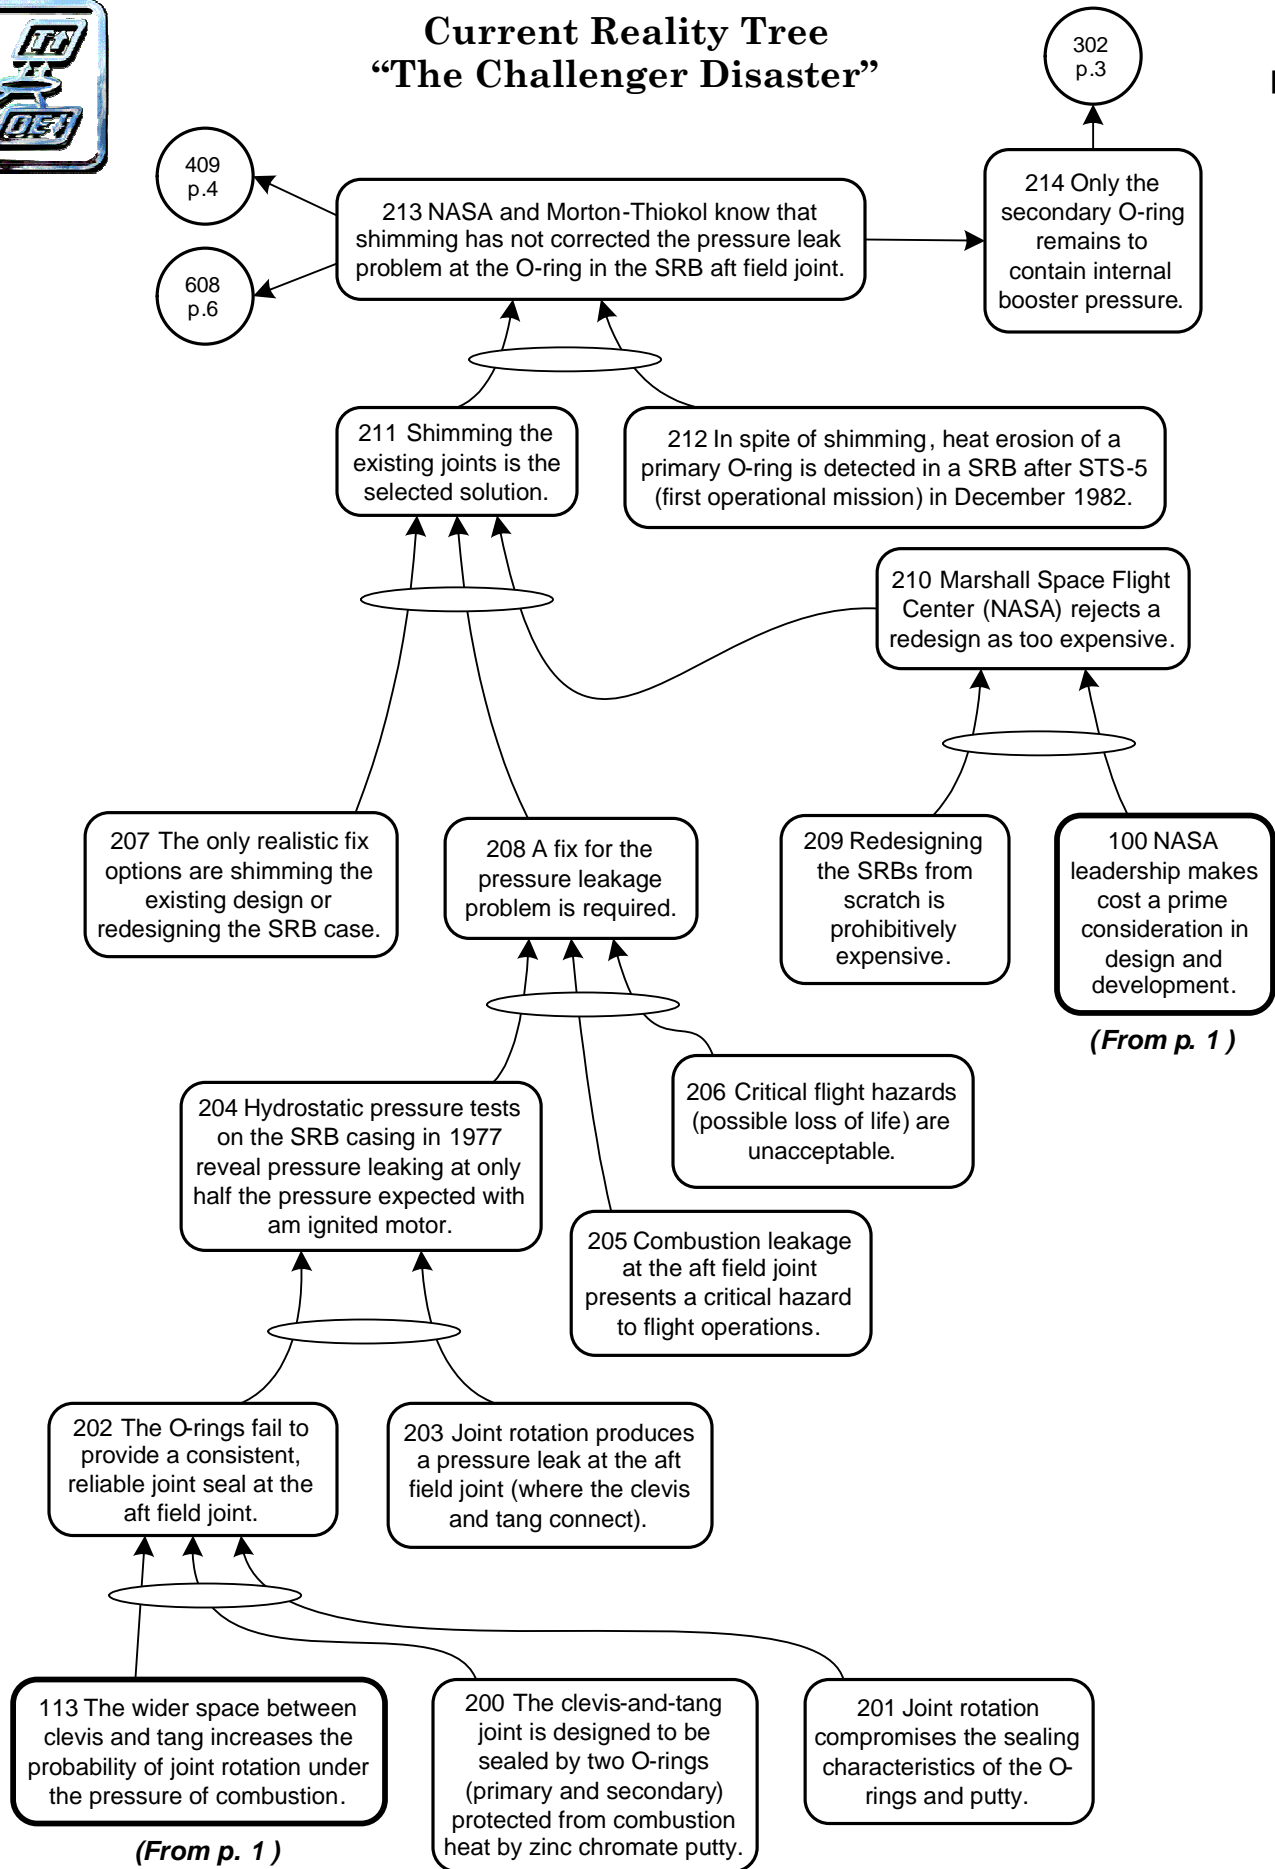 Current Reality Tree
“The Challenger Disaster”
302
p.3
409
p.4
608
p.6
213 NASA and Morton-Thiokol know that
shimming has not corrected the pressure leak
problem at the O-ring in the SRB aft field joint.
214 Only the
secondary O-ring
remains to
contain internal
booster pressure.
211 Shimming the
existing joints is the
selected solution.
212 In spite of shimming, heat erosion of a
primary O-ring is detected in a SRB after STS-5
(first operational mission) in December 1982.
210 Marshall Space Flight
Center (NASA) rejects a
redesign as too expensive.
207 The only realistic fix
options are shimming the
existing design or
redesigning the SRB case.
208 A fix for the
pressure leakage
problem is required.
209 Redesigning
the SRBs from
scratch is
prohibitively
expensive.
100 NASA
leadership makes
cost a prime
consideration in
design and
development.
(From p. 1 )
204 Hydrostatic pressure tests
on the SRB casing in 1977
reveal pressure leaking at only
half the pressure expected with
am ignited motor.
206 Critical flight hazards
(possible loss of life) are
unacceptable.
205 Combustion leakage
at the aft field joint
presents a critical hazard
to flight operations.
202 The O-rings fail to
provide a consistent,
reliable joint seal at the
aft field joint.
203 Joint rotation produces
a pressure leak at the aft
field joint (where the clevis
and tang connect).
113 The wider space between
clevis and tang increases the
probability of joint rotation under
the pressure of combustion.
(From p. 1 )
200 The clevis-and-tang
joint is designed to be
sealed by two O-rings
(primary and secondary)
protected from combustion
heat by zinc chromate putty.
201 Joint rotation
compromises the sealing
characteristics of the O-
rings and putty.